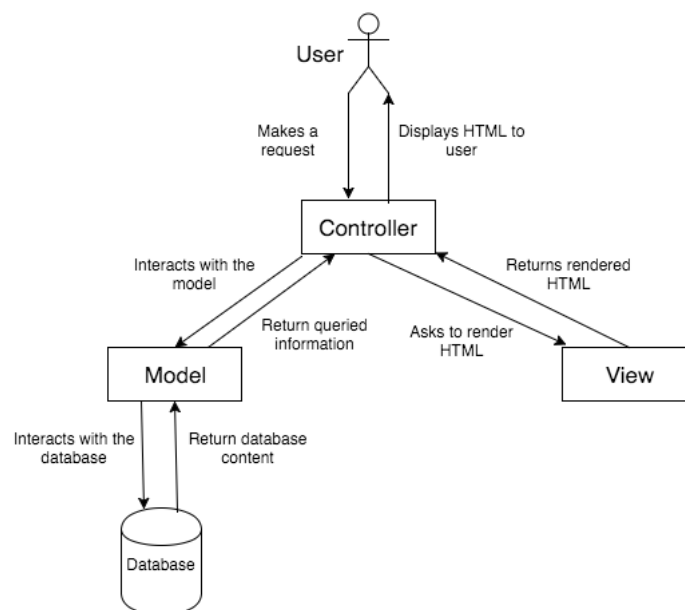 User
Makes a
request
Displays HTML to
user
Controller
Interacts with the
model
Return queried
information
Returns rendered
HTML
Asks to render
HTML
Model
View
Interacts with the
database
Return database
content
Database